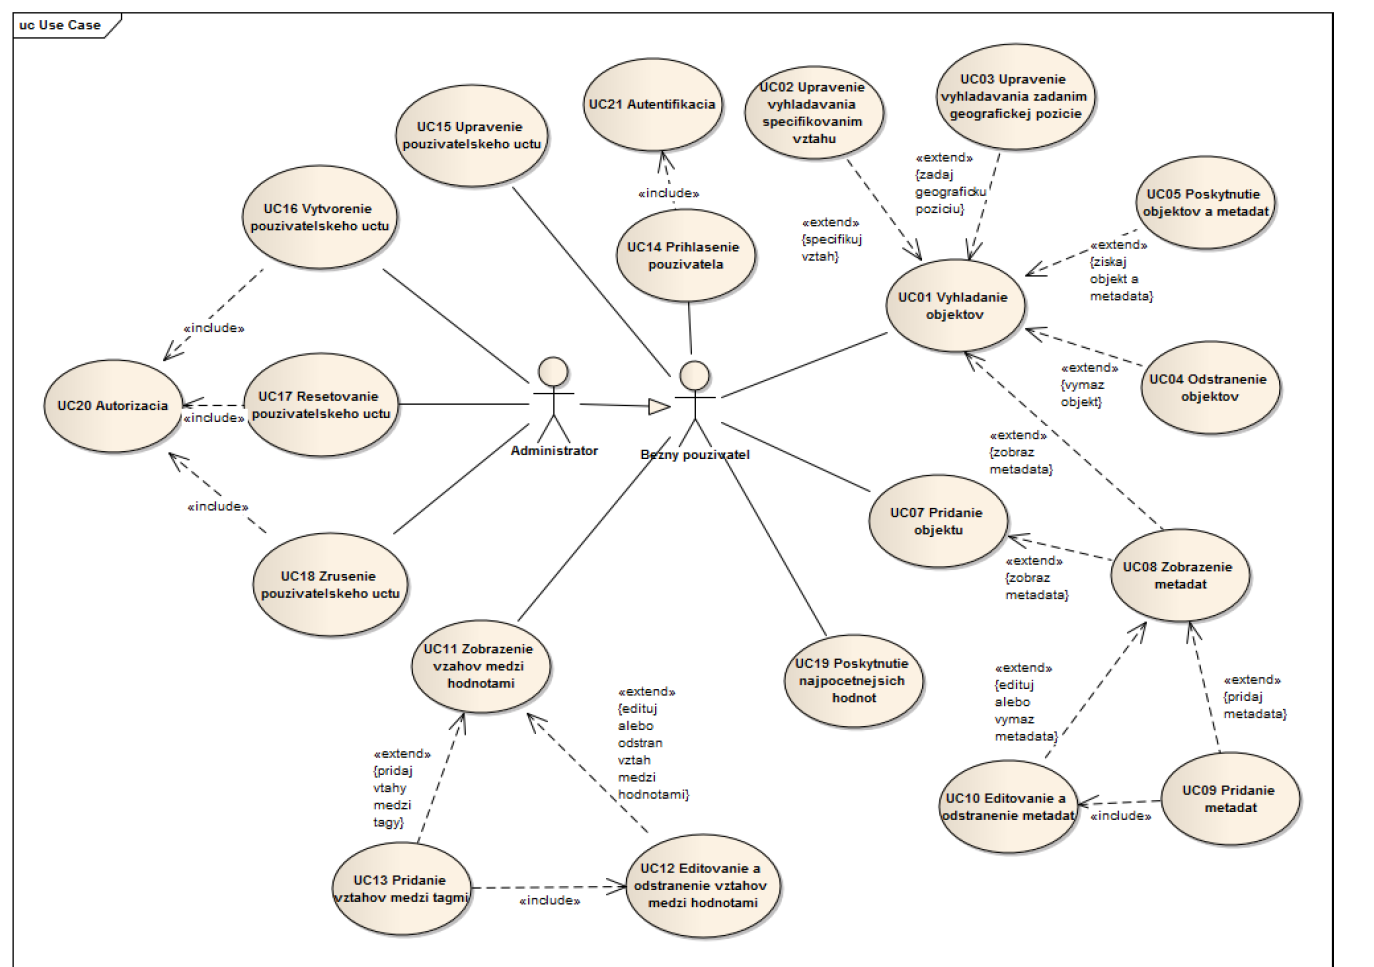 uc Use Case
UC15 Upravenie
pouzivatelskeho uctu
UC21 Autentifikacia
UC02 Upravenie
vyhladavania
specifikovanim
vztahu
UC03 Upravenie
vyhladavania zadanim
geografickej pozicie
«extend»
{zadaj
geograficku
poziciu}
UC05 Poskytnutie
objektov a metadat
UC16 Vytvorenie
pouzivatelskeho uctu
«include»
UC14 Prihlasenie
pouzivatela
«extend»
{specifikuj
vztah}
«extend»
{ziskaj
objekt a
metadata}
UC01 Vyhladanie
objektov
«include»
UC20 Autorizacia
UC17 Resetovanie
pouzivatelskeho uctu
«include»
«extend»
{vymaz
objekt}
UC04 Odstranenie
objektov
Administrator
Bezny pouzivatel
«extend»
{zobraz
metadata}
«include»
UC07 Pridanie
objektu
UC18 Zrusenie
pouzivatelskeho uctu
«extend»
{zobraz
metadata}
UC08 Zobrazenie
metadat
UC11 Zobrazenie
vzahov medzi
hodnotami
UC19 Poskytnutie
najpocetnejsich
hodnot
«extend»
{edituj
alebo
vymaz
metadata}
«extend»
{pridaj
metadata}
«extend»
{edituj
alebo
odstran
vztah
medzi
hodnotami}
«extend»
{pridaj
vtahy
medzi
tagy}
UC10 Editovanie a
odstranenie metadat
«include»
UC09 Pridanie
metadat
UC13 Pridanie
vztahov medzi tagmi
«include»
UC12 Editovanie a
odstranenie vztahov
medzi hodnotami